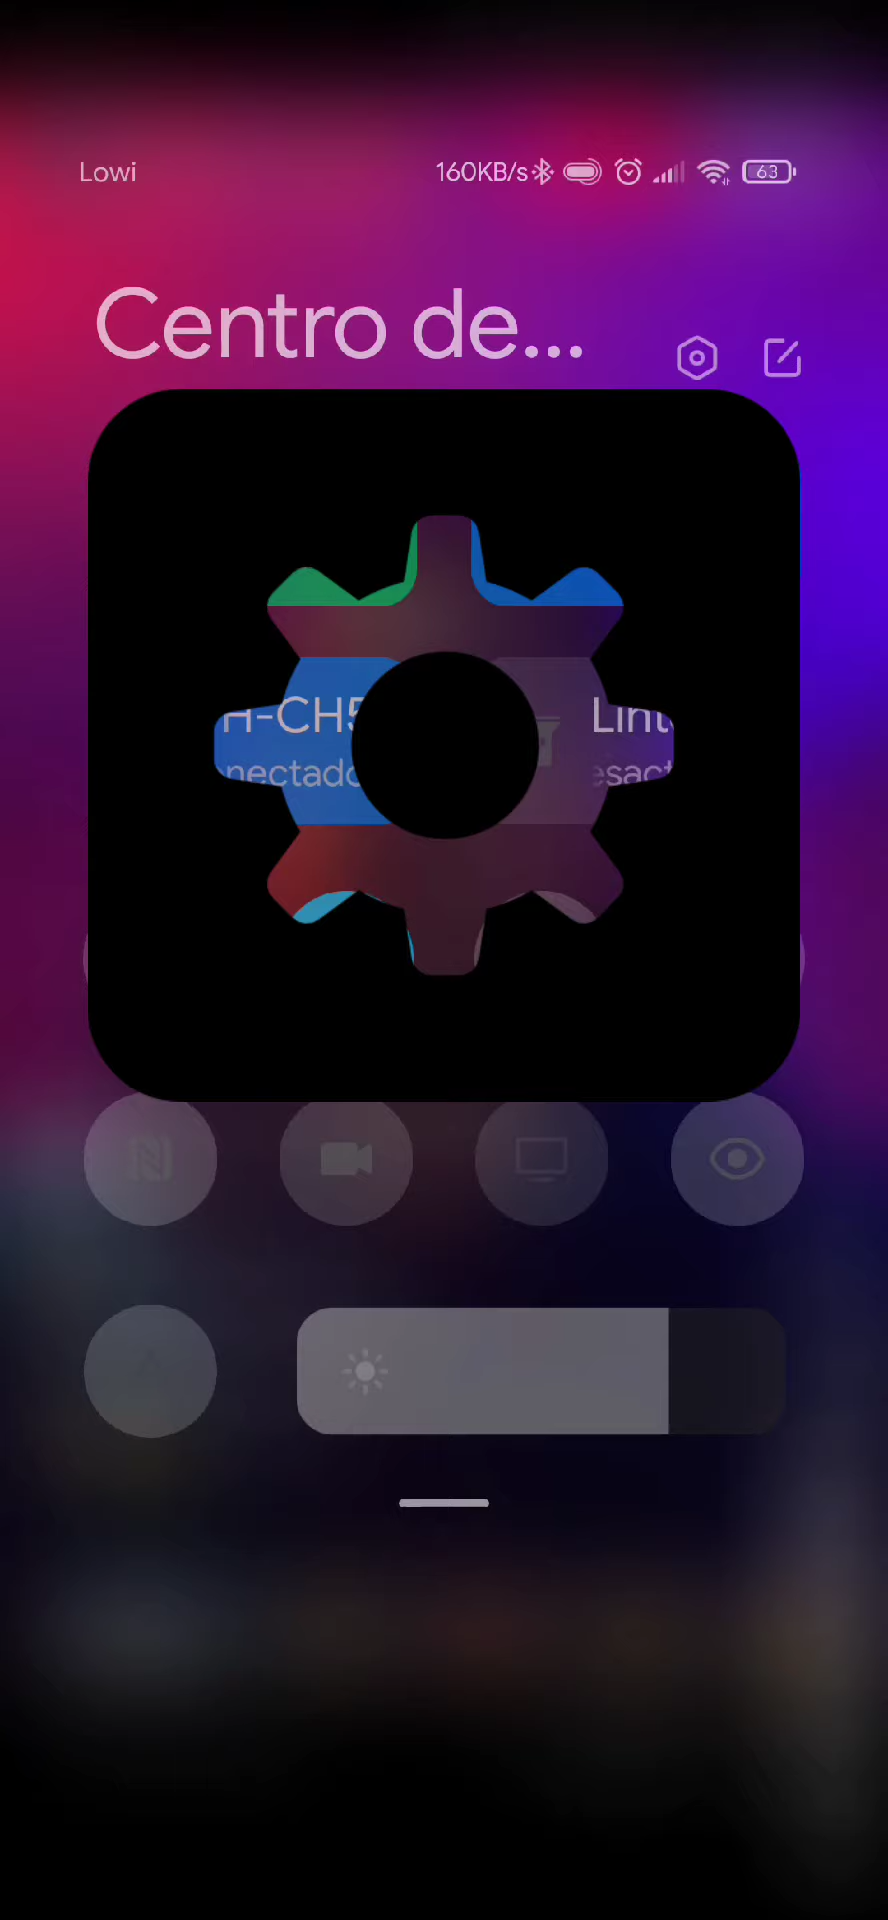 Lowi 160KB/s 63
Centro de...
H-CH5 Lint
nectado esact